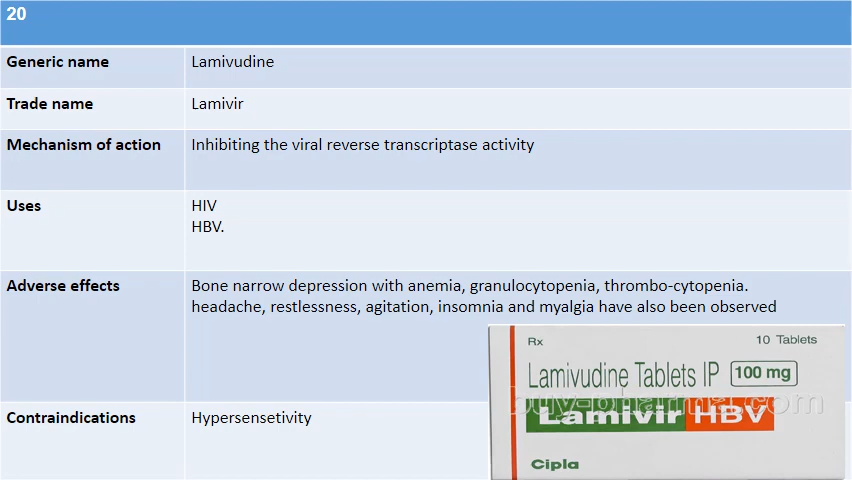 20
Generic name Lamivudine
Trade name Lamivir
Mechanism of action Inhibiting the viral reverse transcriptase activity
Uses HIV
HBV.
Adverse effects Bone narrow depression with anemia, granulocytopenia, thrombo-cytopenia.
headache, restlessness, agitation, insomnia and myalgia have also been observed
Contraindications Hypersensetivity
Rx 10 Tablets
Lamivudine Tablets IP 100 mg
Lamivir HBV
Cipla